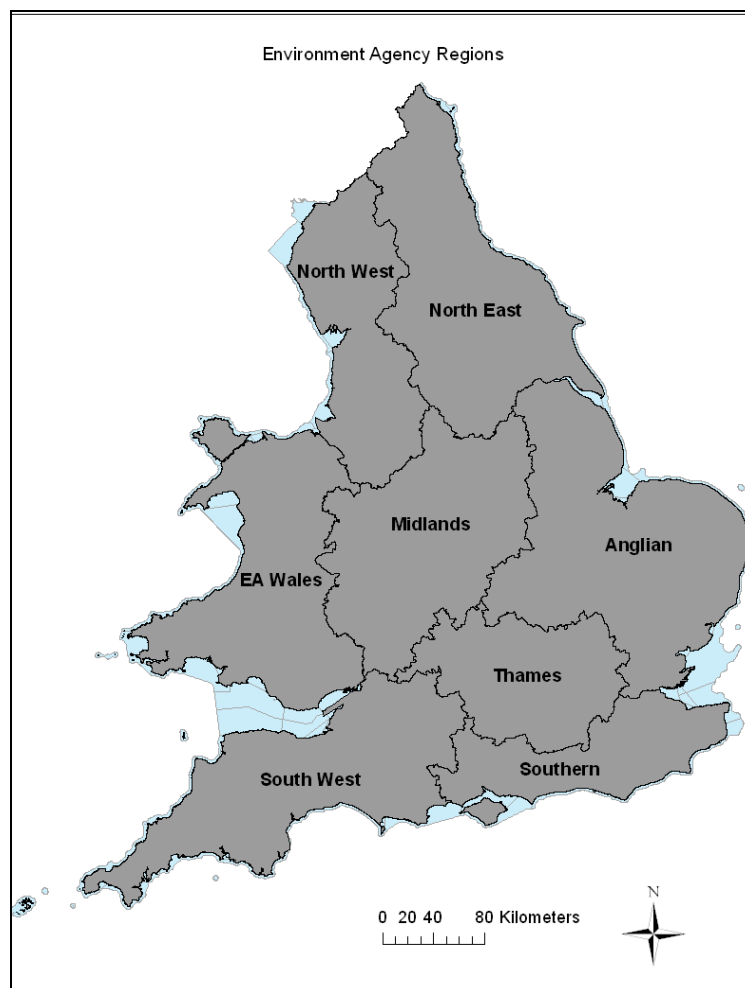 Environment Agency Regions
North West
North East
Midlands
Anglian
EA Wales
Thames
South West
Southern
N
0 20 40 80 Kilometers